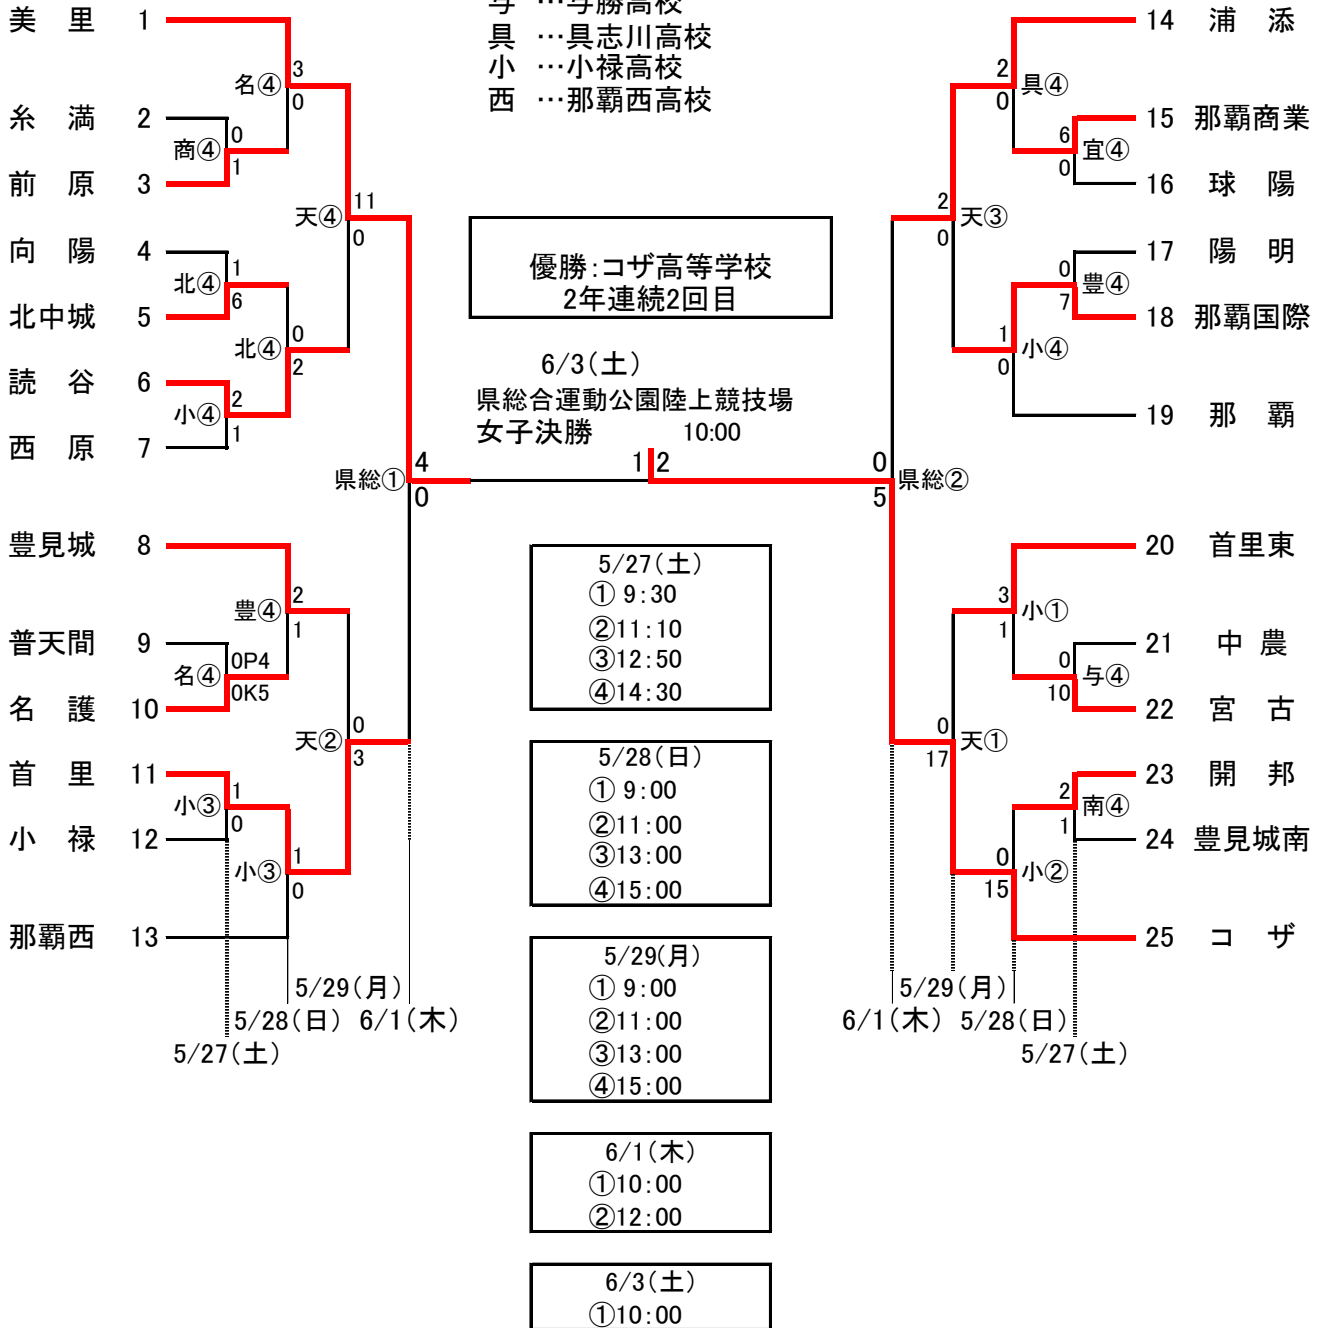 与 …与勝高校
具 …具志川高校
小 …小禄高校
西 …那覇西高校
美 里 1
名④ 3 0
糸 満 2
商④ 0 1
前 原 3
天④ 11 0
向 陽 4
北④ 1 6
北中城 5
北④ 0 2
読 谷 6
小④ 2 1
西 原 7
県総① 4 0
豊見城 8
豊④ 2 1
普天間 9
名④ 0P4 0K5
名 護 10
天② 0 3
首 里 11
小③ 1 0
小 禄 12
小③ 1 0
那覇西 13
5/29(月)
5/28(日) 6/1(木)
5/27(土)
優勝:コザ高等学校
2年連続2回目
6/3(土)
県総合運動公園陸上競技場
女子決勝 10:00
1 2
5/27(土)
① 9:30
②11:10
③12:50
④14:30
5/28(日)
① 9:00
②11:00
③13:00
④15:00
5/29(月)
① 9:00
②11:00
③13:00
④15:00
6/1(木)
①10:00
②12:00
6/3(土)
①10:00
14 浦 添
2 0 具④
15 那覇商業
6 0 宜④
16 球 陽
2 0 天③
17 陽 明
0 7 豊④
18 那覇国際
1 0 小④
19 那 覇
0 5 県総②
20 首里東
3 1 小①
21 中 農
0 10 与④
22 宮 古
0 17 天①
23 開 邦
2 1 南④
24 豊見城南
0 15 小②
25 コ ザ
5/29(月)
6/1(木) 5/28(日)
5/27(土)